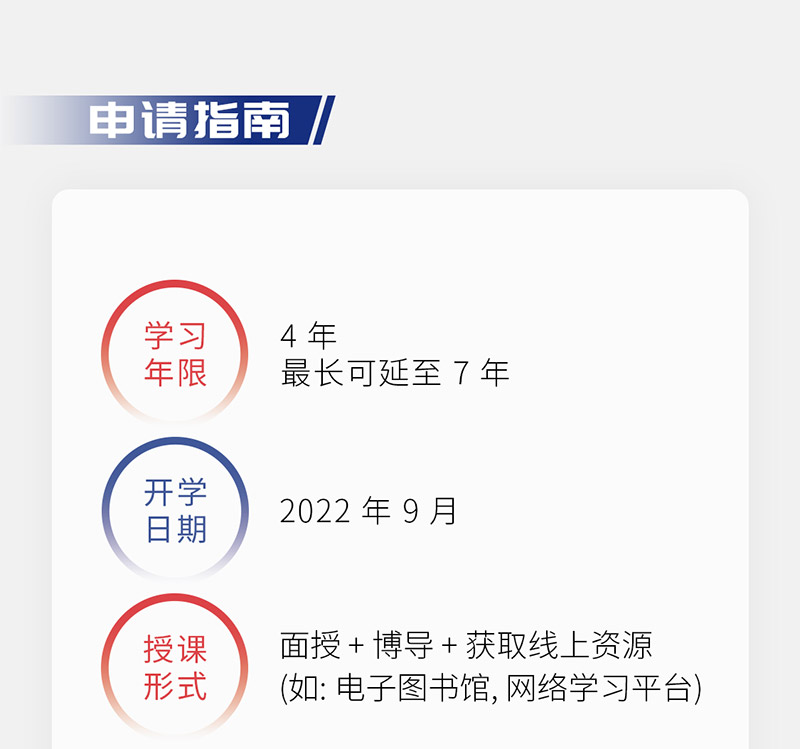 申请指南
学习
年限
4 年
最长可延至 7 年
开学
日期
2022 年 9 月
授课
形式
面授 + 博导 + 获取线上资源
(如: 电子图书馆, 网络学习平台)